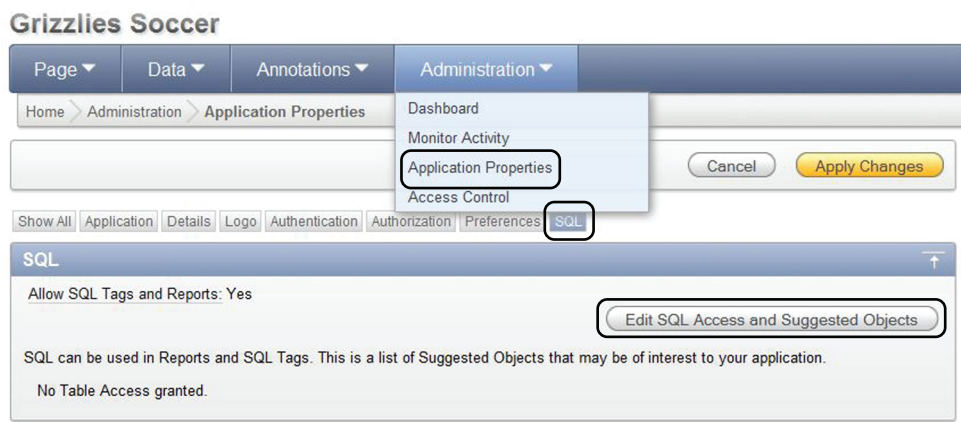 Grizzlies Soccer
Page Data Annotations Administration
Home Administration Application Properties
Dashboard
Monitor Activity
Application Properties
Access Control
Cancel Apply Changes
Show All Application Details Logo Authentication Authorization Preferences SQL
SQL
Allow SQL Tags and Reports: Yes
Edit SQL Access and Suggested Objects
SQL can be used in Reports and SQL Tags. This is a list of Suggested Objects that may be of interest to your application.
No Table Access granted.